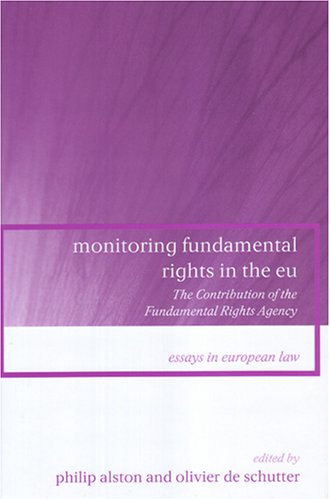 monitoring fundamental
rights in the eu
The Contribution of the
Fundamental Rights Agency
essays in european law
edited by
philip alston and olivier de schutter